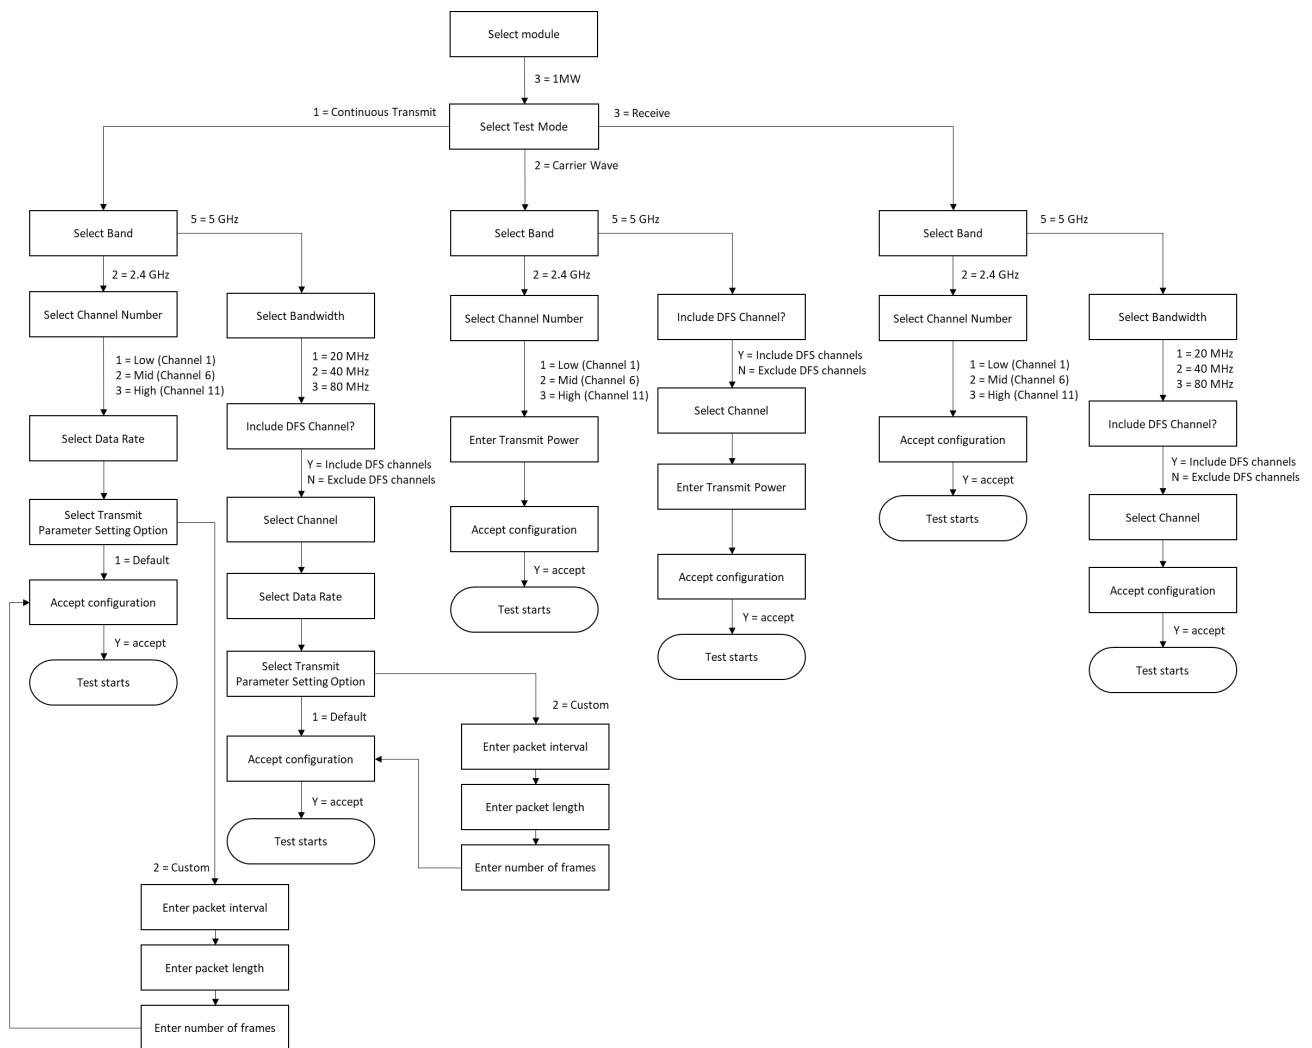 Select module
3 = 1MW
1 = Continuous Transmit
Select Test Mode
3 = Receive
2 = Carrier Wave
Select Band
5 = 5 GHz
2 = 2.4 GHz
Select Channel Number
1 = Low (Channel 1)
2 = Mid (Channel 6)
3 = High (Channel 11)
Select Data Rate
Select Transmit
Parameter Setting Option
1 = Default
Accept configuration
Y = accept
Test starts
2 = Custom
Enter packet interval
Enter packet length
Enter number of frames
Select Bandwidth
1 = 20 MHz
2 = 40 MHz
3 = 80 MHz
Include DFS Channel?
Y = Include DFS channels
N = Exclude DFS channels
Select Channel
Select Data Rate
Select Transmit
Parameter Setting Option
1 = Default
Accept configuration
Y = accept
Test starts
2 = Custom
Enter packet interval
Enter packet length
Enter number of frames
Select Band
5 = 5 GHz
2 = 2.4 GHz
Select Channel Number
1 = Low (Channel 1)
2 = Mid (Channel 6)
3 = High (Channel 11)
Enter Transmit Power
Accept configuration
Y = accept
Test starts
Include DFS Channel?
Y = Include DFS channels
N = Exclude DFS channels
Select Channel
Enter Transmit Power
Accept configuration
Y = accept
Test starts
Select Band
5 = 5 GHz
2 = 2.4 GHz
Select Channel Number
1 = Low (Channel 1)
2 = Mid (Channel 6)
3 = High (Channel 11)
Accept configuration
Y = accept
Test starts
Select Bandwidth
1 = 20 MHz
2 = 40 MHz
3 = 80 MHz
Include DFS Channel?
Y = Include DFS channels
N = Exclude DFS channels
Select Channel
Accept configuration
Y = accept
Test starts